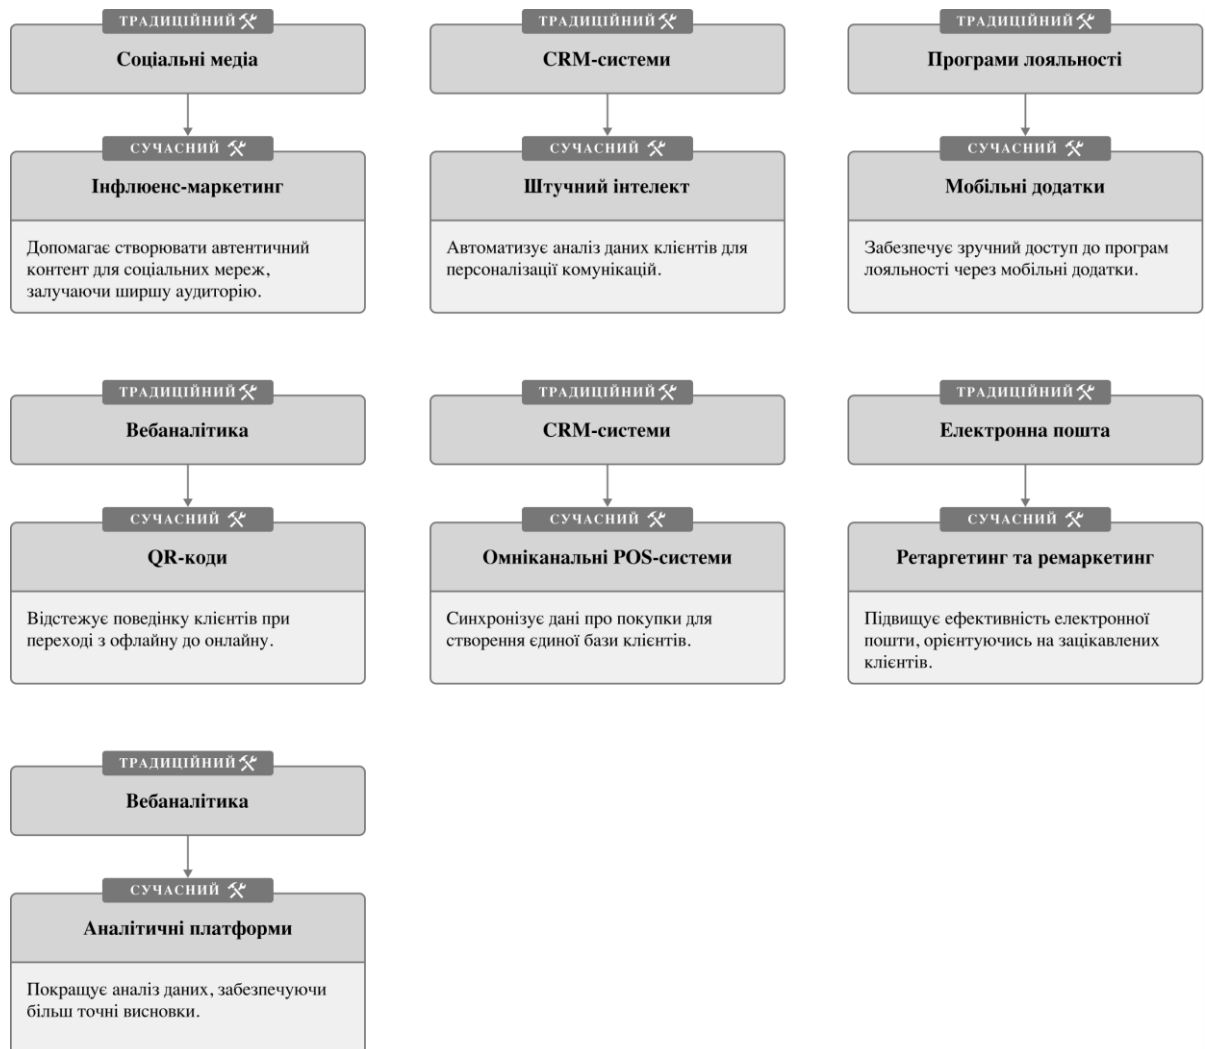 ТРАДИЦІЙНИЙ
Соціальні медіа
СУЧАСНИЙ
Інфлюенс-маркетинг
Допомагає створювати автентичний
контент для соціальних мереж,
залучаючи ширшу аудиторію.
ТРАДИЦІЙНИЙ
CRM-системи
СУЧАСНИЙ
Штучний інтелект
Автоматизує аналіз даних клієнтів для
персоналізації комунікацій.
ТРАДИЦІЙНИЙ
Програми лояльності
СУЧАСНИЙ
Мобільні додатки
Забезпечує зручний доступ до програм
лояльності через мобільні додатки.
ТРАДИЦІЙНИЙ
Вебаналітика
СУЧАСНИЙ
QR-коди
Відстежує поведінку клієнтів при
переході з офлайну до онлайну.
ТРАДИЦІЙНИЙ
CRM-системи
СУЧАСНИЙ
Омніканальні POS-системи
Синхронізує дані про покупки для
створення єдиної бази клієнтів.
ТРАДИЦІЙНИЙ
Електронна пошта
СУЧАСНИЙ
Ретаргетинг та ремаркетинг
Підвищує ефективність електронної
пошти, орієнтуючись на зацікавлених
клієнтів.
ТРАДИЦІЙНИЙ
Вебаналітика
СУЧАСНИЙ
Аналітичні платформи
Покращує аналіз даних, забезпечуючи
більш точні висновки.